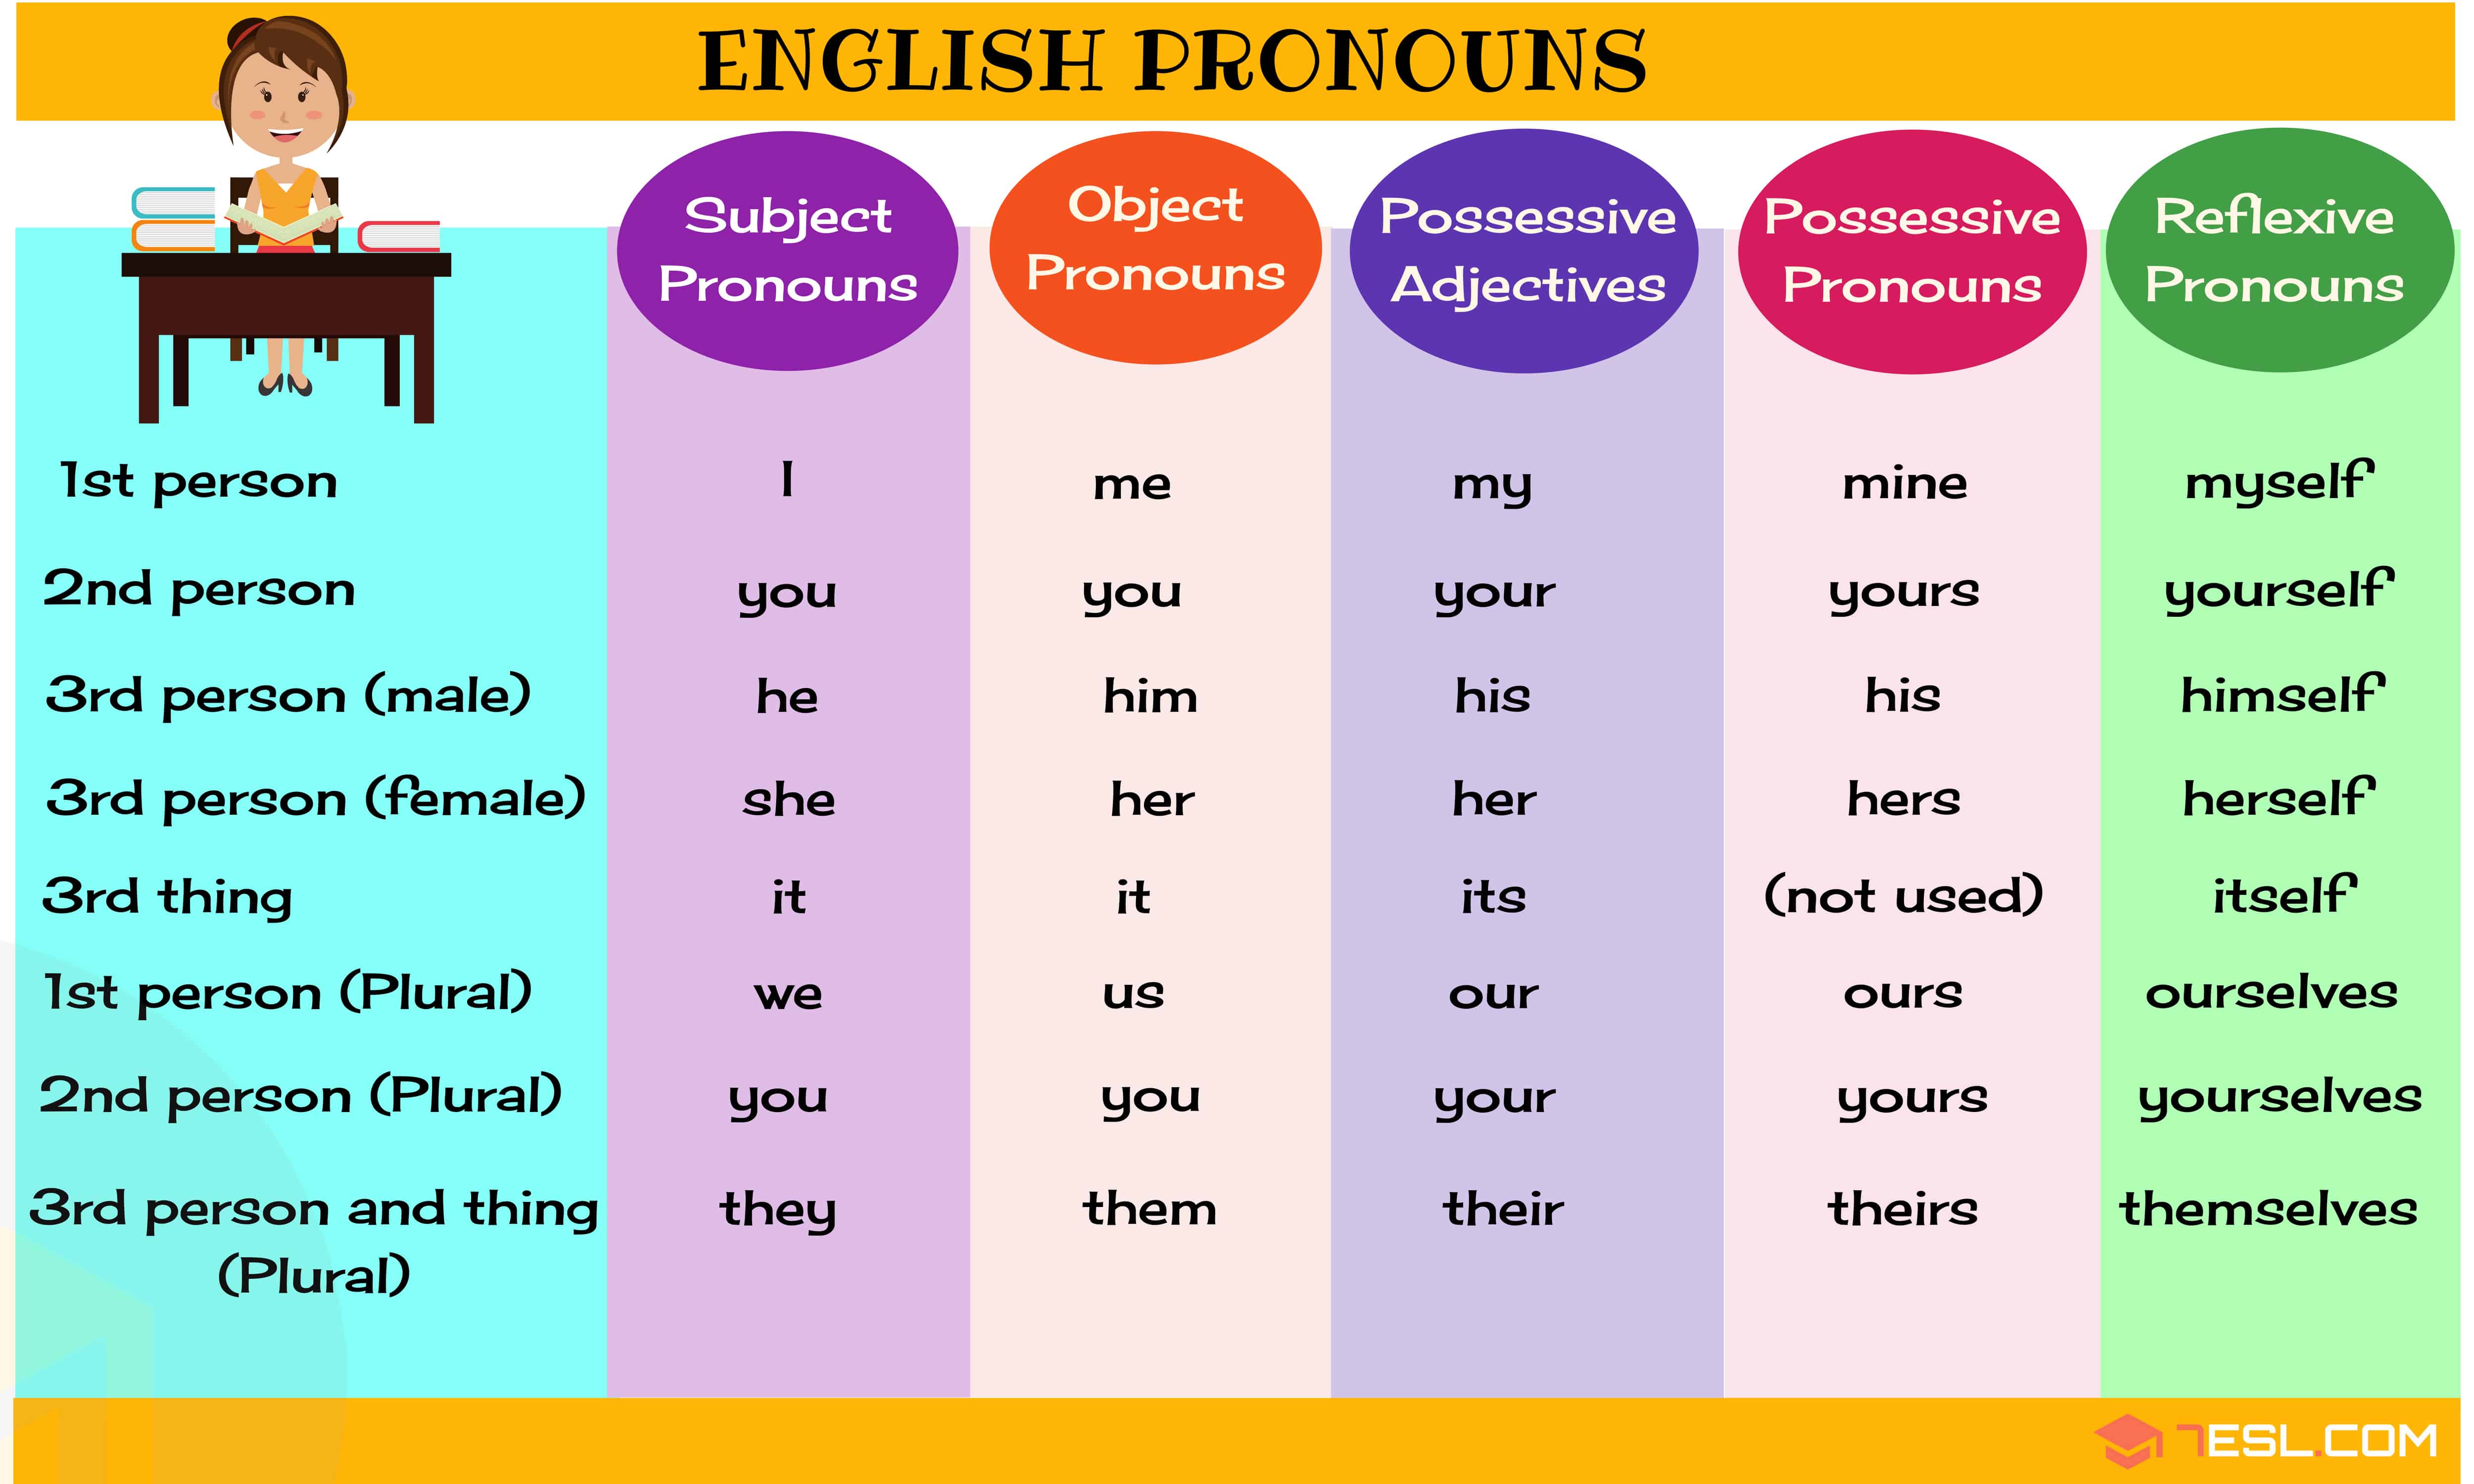 ENGLISH PRONOUNS
Subject
Pronouns
Object
Pronouns
Possessive
Adjectives
Possessive
Pronouns
Reflexive
Pronouns
1st person I me my mine myself
2nd person you you your yours yourself
3rd person (male) he him his his himself
3rd person (female) she her her hers herself
3rd thing it it its (not used) itself
1st person (Plural) we us our ours ourselves
2nd person (Plural) you you your yours yourselves
3rd person and thing they them their theirs themselves
(Plural)
7ESL.COM